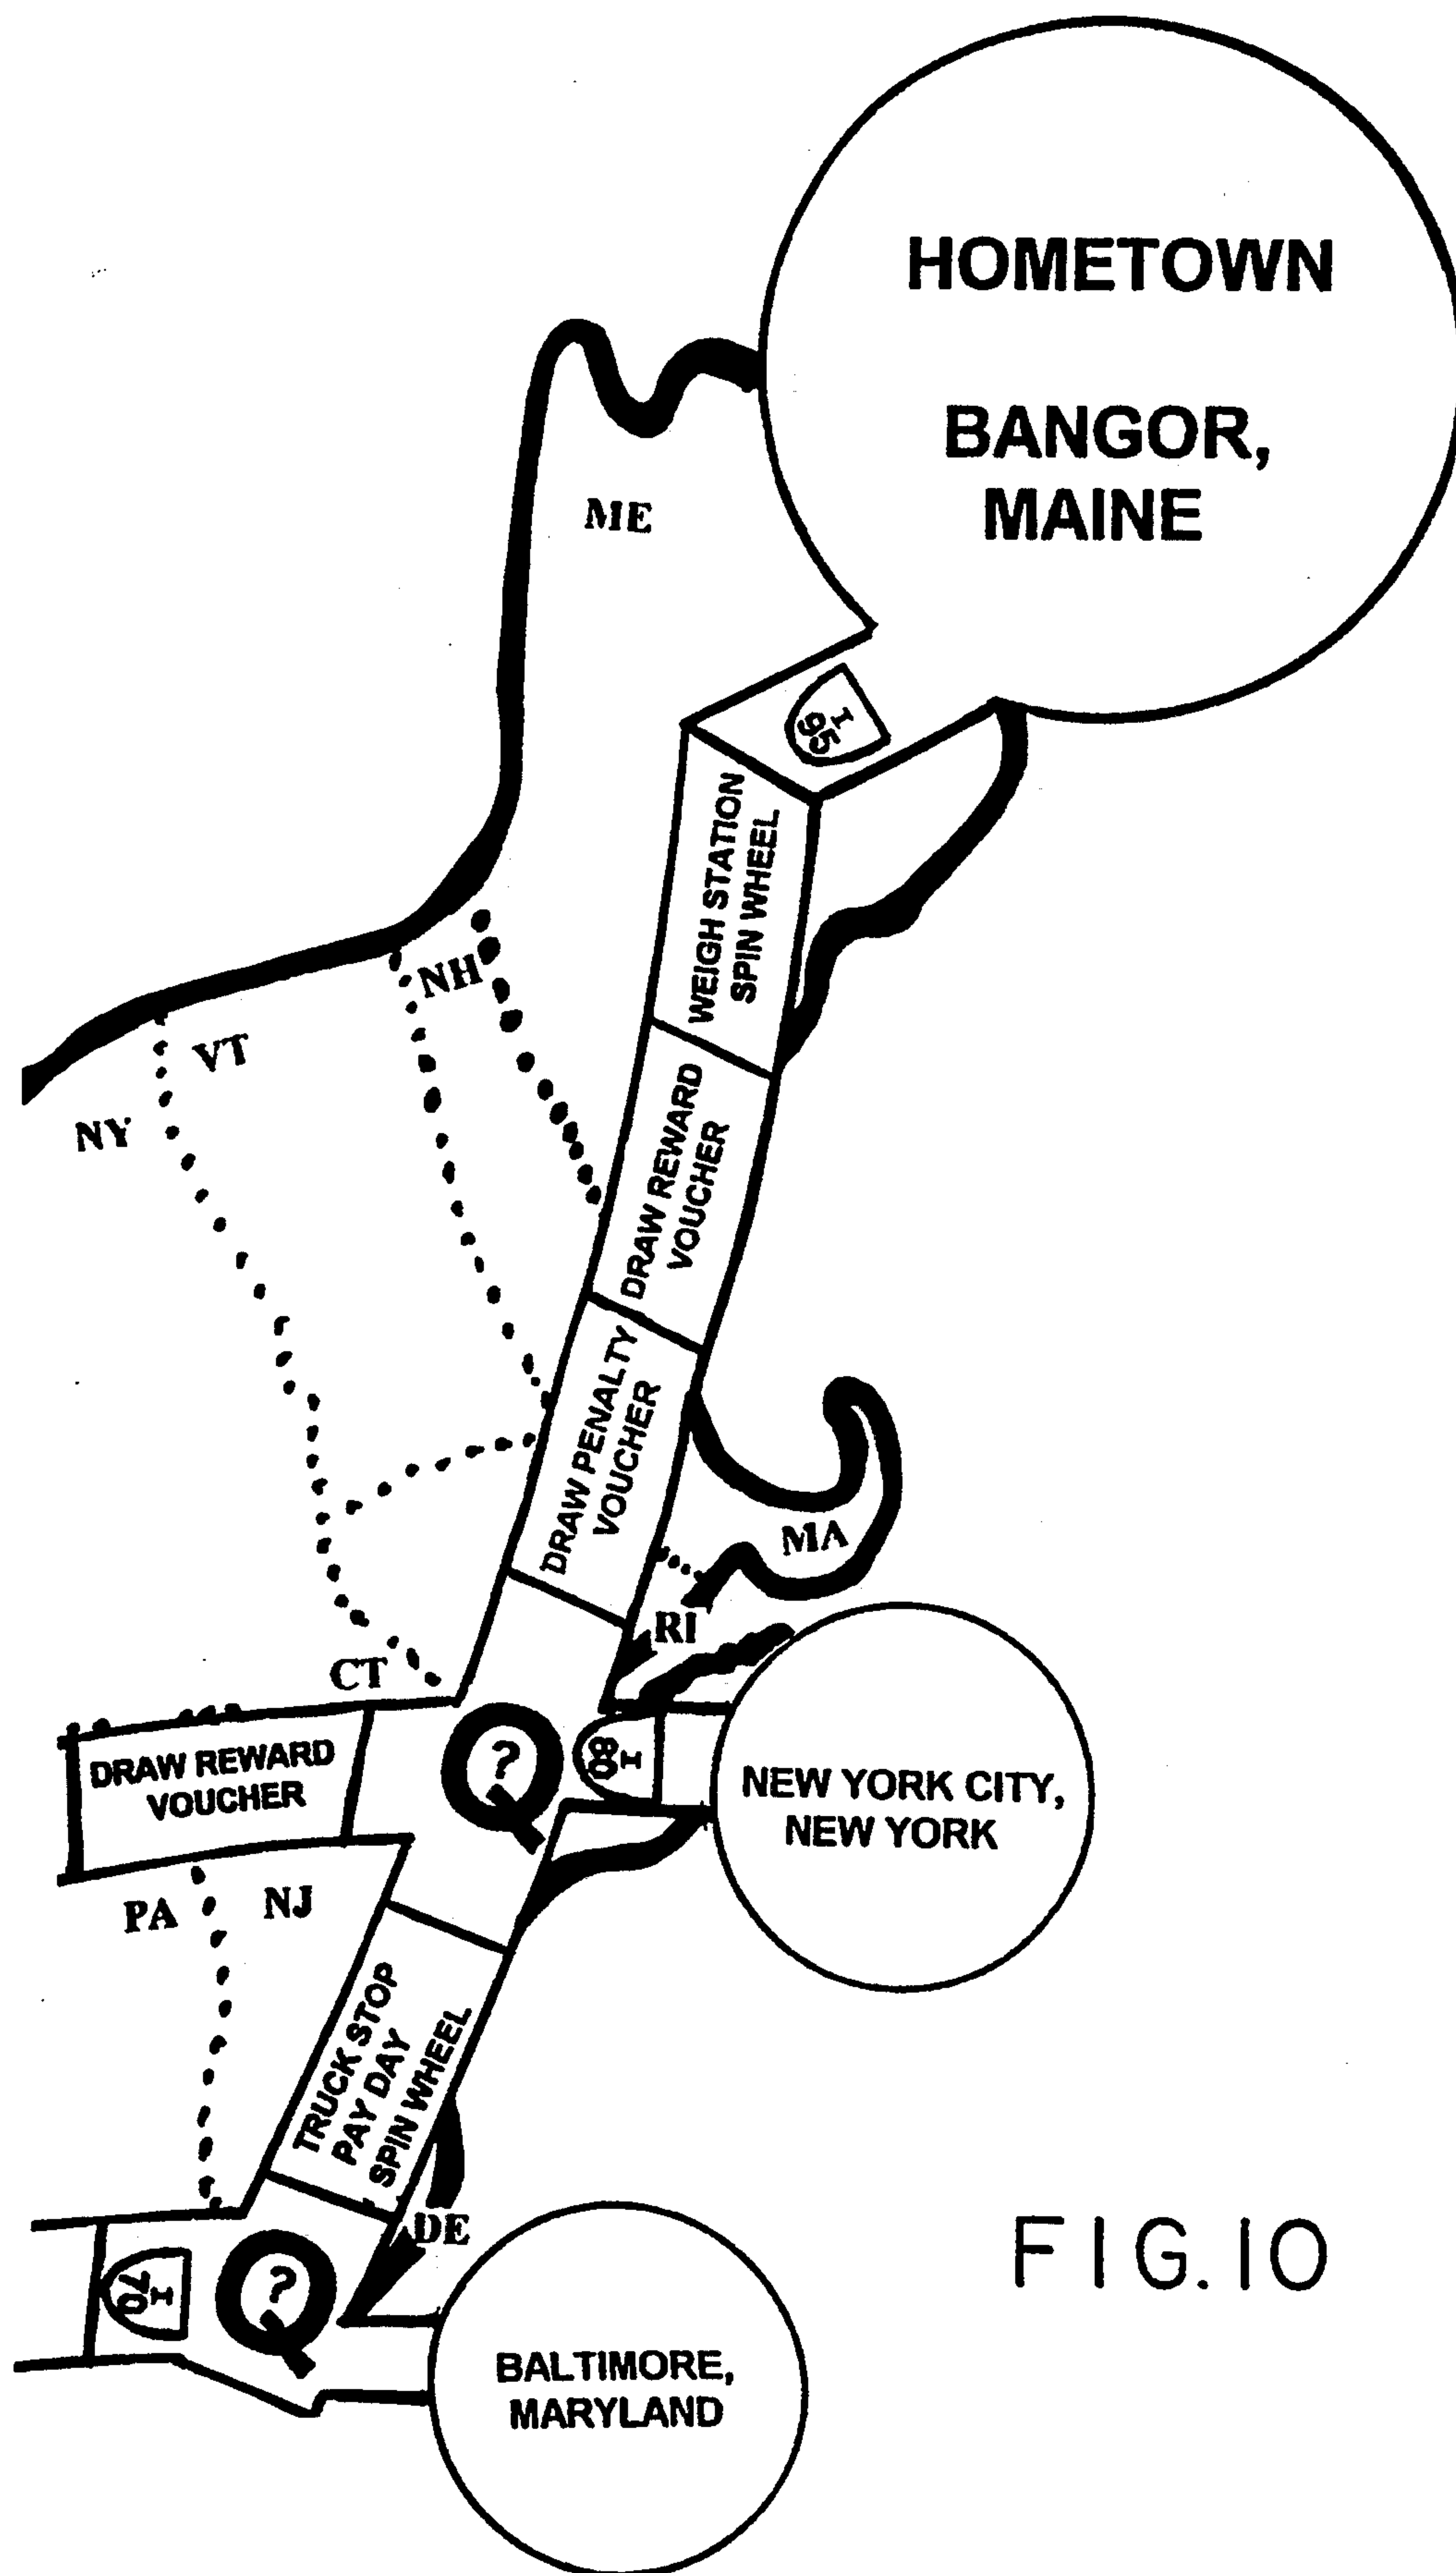 HOMETOWN
BANGOR,
MAINE
ME
I
95
WEIGH STATION
SPIN WHEEL
NH
VT
NY
DRAW REWARD
VOUCHER
DRAW PENALTY
VOUCHER
MA
RI
CT
DRAW REWARD
VOUCHER
Q
?
I
80
NEW YORK CITY,
NEW YORK
PA
NJ
TRUCK STOP
PAY DAY
SPIN WHEEL
DE
I
70
Q
?
BALTIMORE,
MARYLAND
FIG.10